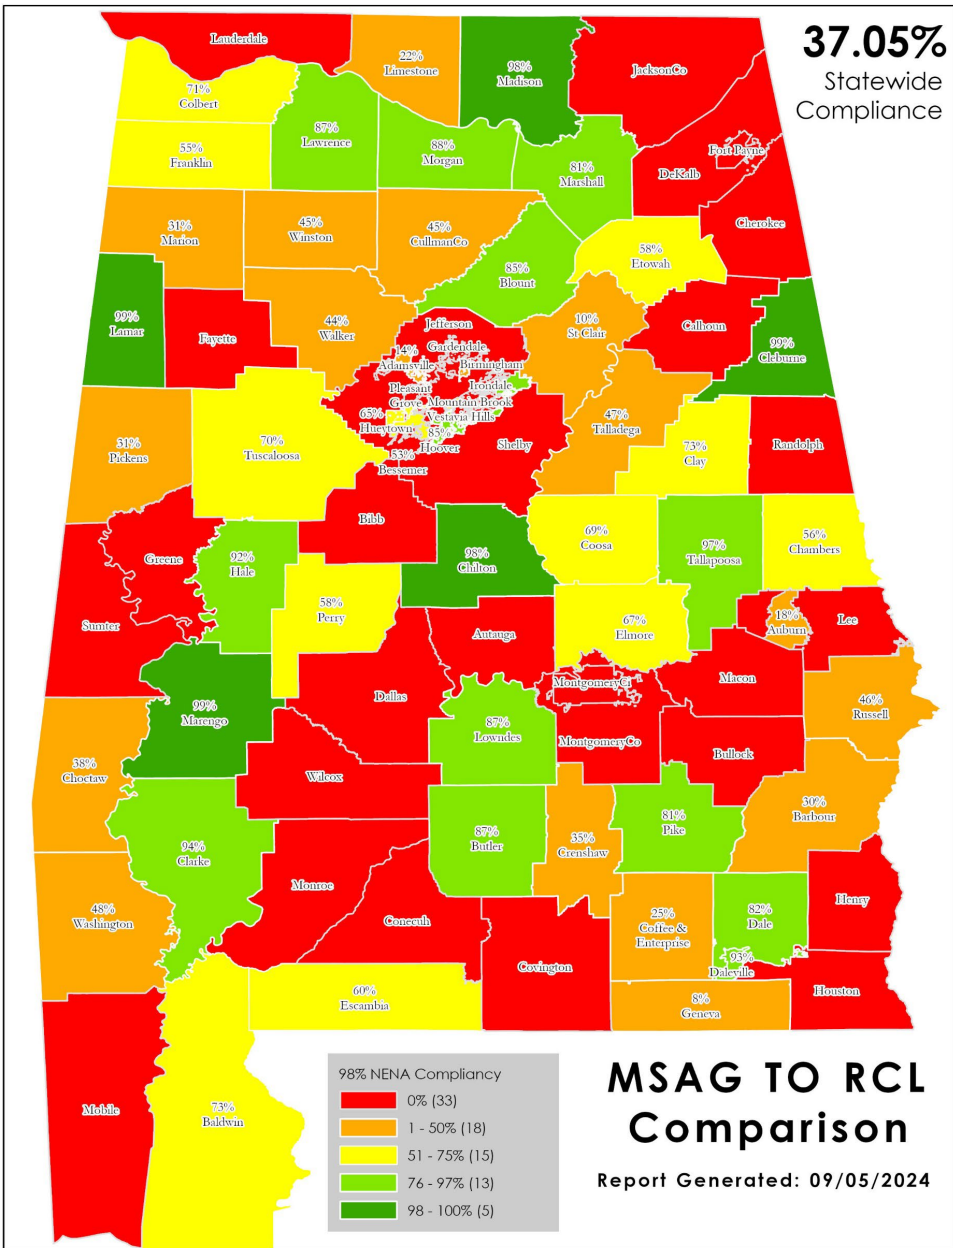 37.05%
Statewide
Compliance
Lauderdale
22%
Limestone
98%
Madison
JacksonCo
71%
Colbert
87%
Lawrence
88%
Morgan
81%
Marshall
Fort Payne
DeKalb
55%
Franklin
Cherokee
31%
Marion
45%
Winston
45%
CullmanCo
58%
Etowah
85%
Blount
99%
Lamar
Fayette
44%
Walker
Jefferson
10%
St Clair
Calhoun
99%
Cleburne
Gardendale
14%
Adamsville
Birmingham
Pleasant
Grove
Irondale
Mountain Brook
65%
Hueytown
Vestavia Hills
85%
Hoover
53%
Bessemer
Shelby
47%
Talladega
73%
Clay
Randolph
31%
Pickens
70%
Tuscaloosa
Bibb
Greene
92%
Hale
98%
Chilton
69%
Coosa
97%
Tallapoosa
56%
Chambers
58%
Perry
Sumter
Autauga
67%
Elmore
18%
Auburn
Lee
Macon
MontgomeryCi
Dallas
99%
Marengo
46%
Russell
87%
Lowndes
MontgomeryCo
Bullock
38%
Choctaw
Wilcox
30%
Barbour
94%
Clarke
87%
Butler
35%
Crenshaw
81%
Pike
Monroe
Henry
48%
Washington
Conecuh
25%
Coffee &
Enterprise
82%
Dale
93%
Daleville
Covington
60%
Escambia
8%
Geneva
Houston
Mobile
73%
Baldwin
98% NENA Compliancy
0% (33)
1 - 50% (18)
51 - 75% (15)
76 - 97% (13)
98 - 100% (5)
MSAG TO RCL
Comparison
Report Generated: 09/05/2024